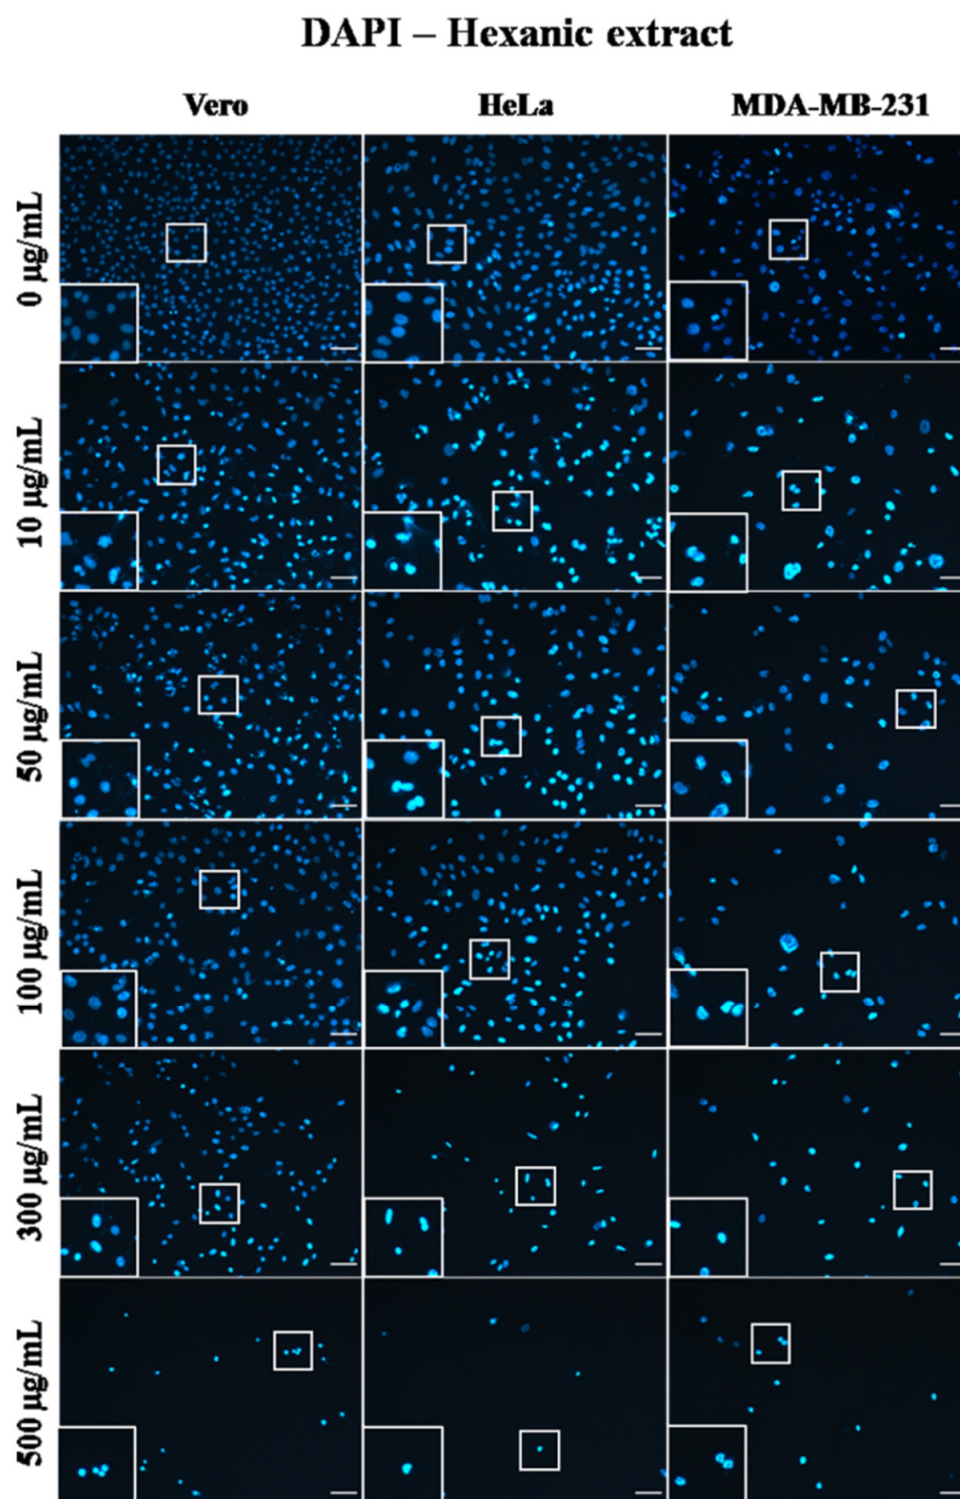 DAPI – Hexanic extract
Vero HeLa MDA-MB-231
0 µg/mL
10 µg/mL
50 µg/mL
100 µg/mL
300 µg/mL
500 µg/mL